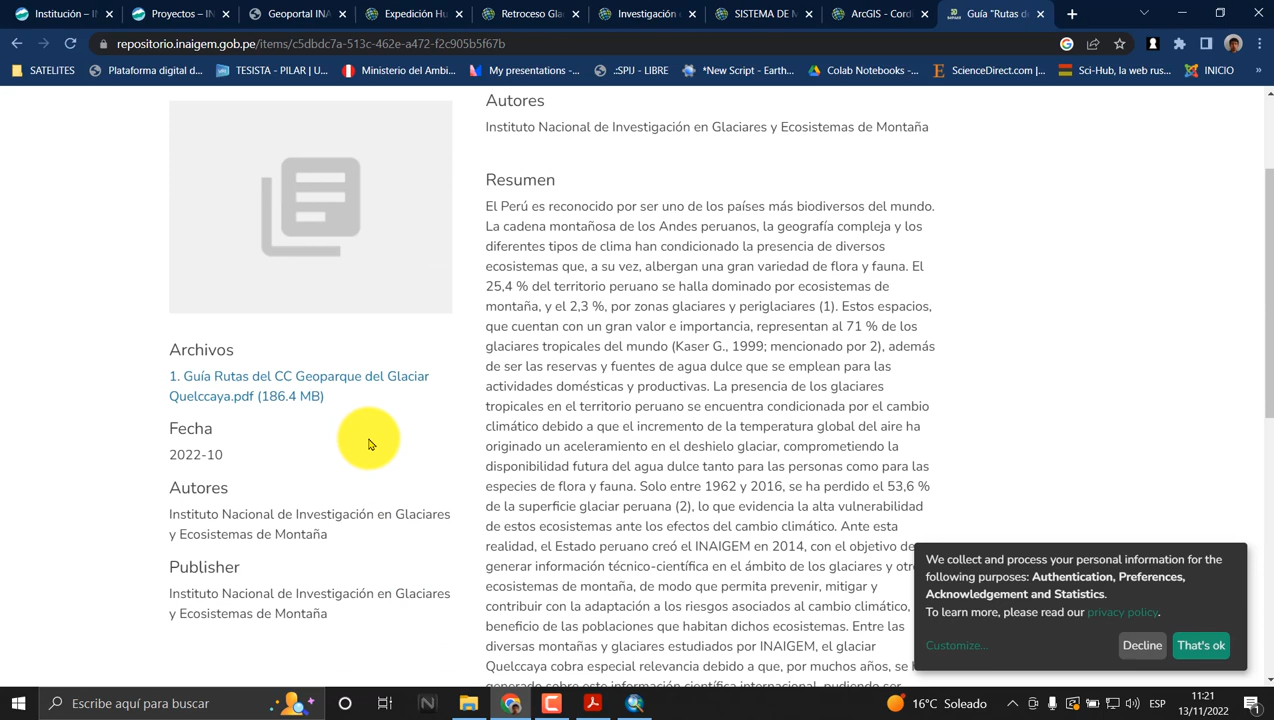 Institución – IN
Proyectos – IN
Geoportal INA
Expedición Hu
Retroceso Gla
Investigación e
SISTEMA DE M
ArcGIS - Cordi
Guía "Rutas de
repositorio.inaigem.gob.pe/items/c5dbdc7a-513c-462e-a472-f2c905b5f67b
SATELITES
Plataforma digital d...
TESISTA - PILAR | U...
Ministerio del Ambi...
My presentations -...
.:SPU - LIBRE
*New Script - Earth...
Colab Notebooks -...
ScienceDirect.com |...
Sci-Hub, la web rus...
INICIO
»
Archivos
1. Guía Rutas del CC Geoparque del Glaciar
Quelccaya.pdf (186.4 MB)
Fecha
2022-10
Autores
Instituto Nacional de Investigación en Glaciares
y Ecosistemas de Montaña
Publisher
Instituto Nacional de Investigación en Glaciares
y Ecosistemas de Montaña
Autores
Instituto Nacional de Investigación en Glaciares y Ecosistemas de Montaña
Resumen
El Perú es reconocido por ser uno de los países más biodiversos del mundo.
La cadena montañosa de los Andes peruanos, la geografía compleja y los
diferentes tipos de clima han condicionado la presencia de diversos
ecosistemas que, a su vez, albergan una gran variedad de flora y fauna. El
25,4 % del territorio peruano se halla dominado por ecosistemas de
montaña, y el 2,3 %, por zonas glaciares y periglaciares (1). Estos espacios,
que cuentan con un gran valor e importancia, representan al 71 % de los
glaciares tropicales del mundo (Kaser G., 1999; mencionado por 2), además
de ser las reservas y fuentes de agua dulce que se emplean para las
actividades domésticas y productivas. La presencia de los glaciares
tropicales en el territorio peruano se encuentra condicionada por el cambio
climático debido a que el incremento de la temperatura global del aire ha
originado un aceleramiento en el deshielo glaciar, comprometiendo la
disponibilidad futura del agua dulce tanto para las personas como para las
especies de flora y fauna. Solo entre 1962 y 2016, se ha perdido el 53,6 %
de la superficie glaciar peruana (2), lo que evidencia la alta vulnerabilidad
de estos ecosistemas ante los efectos del cambio climático. Ante esta
realidad, el Estado peruano creó el INAIGEM en 2014, con el objetivo de
generar información técnico-científica en el ámbito de los glaciares y otro
ecosistemas de montaña, de modo que permita prevenir, mitigar y
contribuir con la adaptación a los riesgos asociados al cambio climático,
beneficio de las poblaciones que habitan dichos ecosistemas. Entre las
diversas montañas y glaciares estudiados por INAIGEM, el glaciar
Quelccaya cobra especial relevancia debido a que, por muchos años, se h
generado sobre este información científica internacional, pudiendo ser
We collect and process your personal information for the
following purposes: Authentication, Preferences,
Acknowledgement and Statistics.
To learn more, please read our privacy policy.
Customize...
Decline
That's ok
Escribe aquí para buscar
16°C Soleado
ESP
11:21
13/11/2022
1